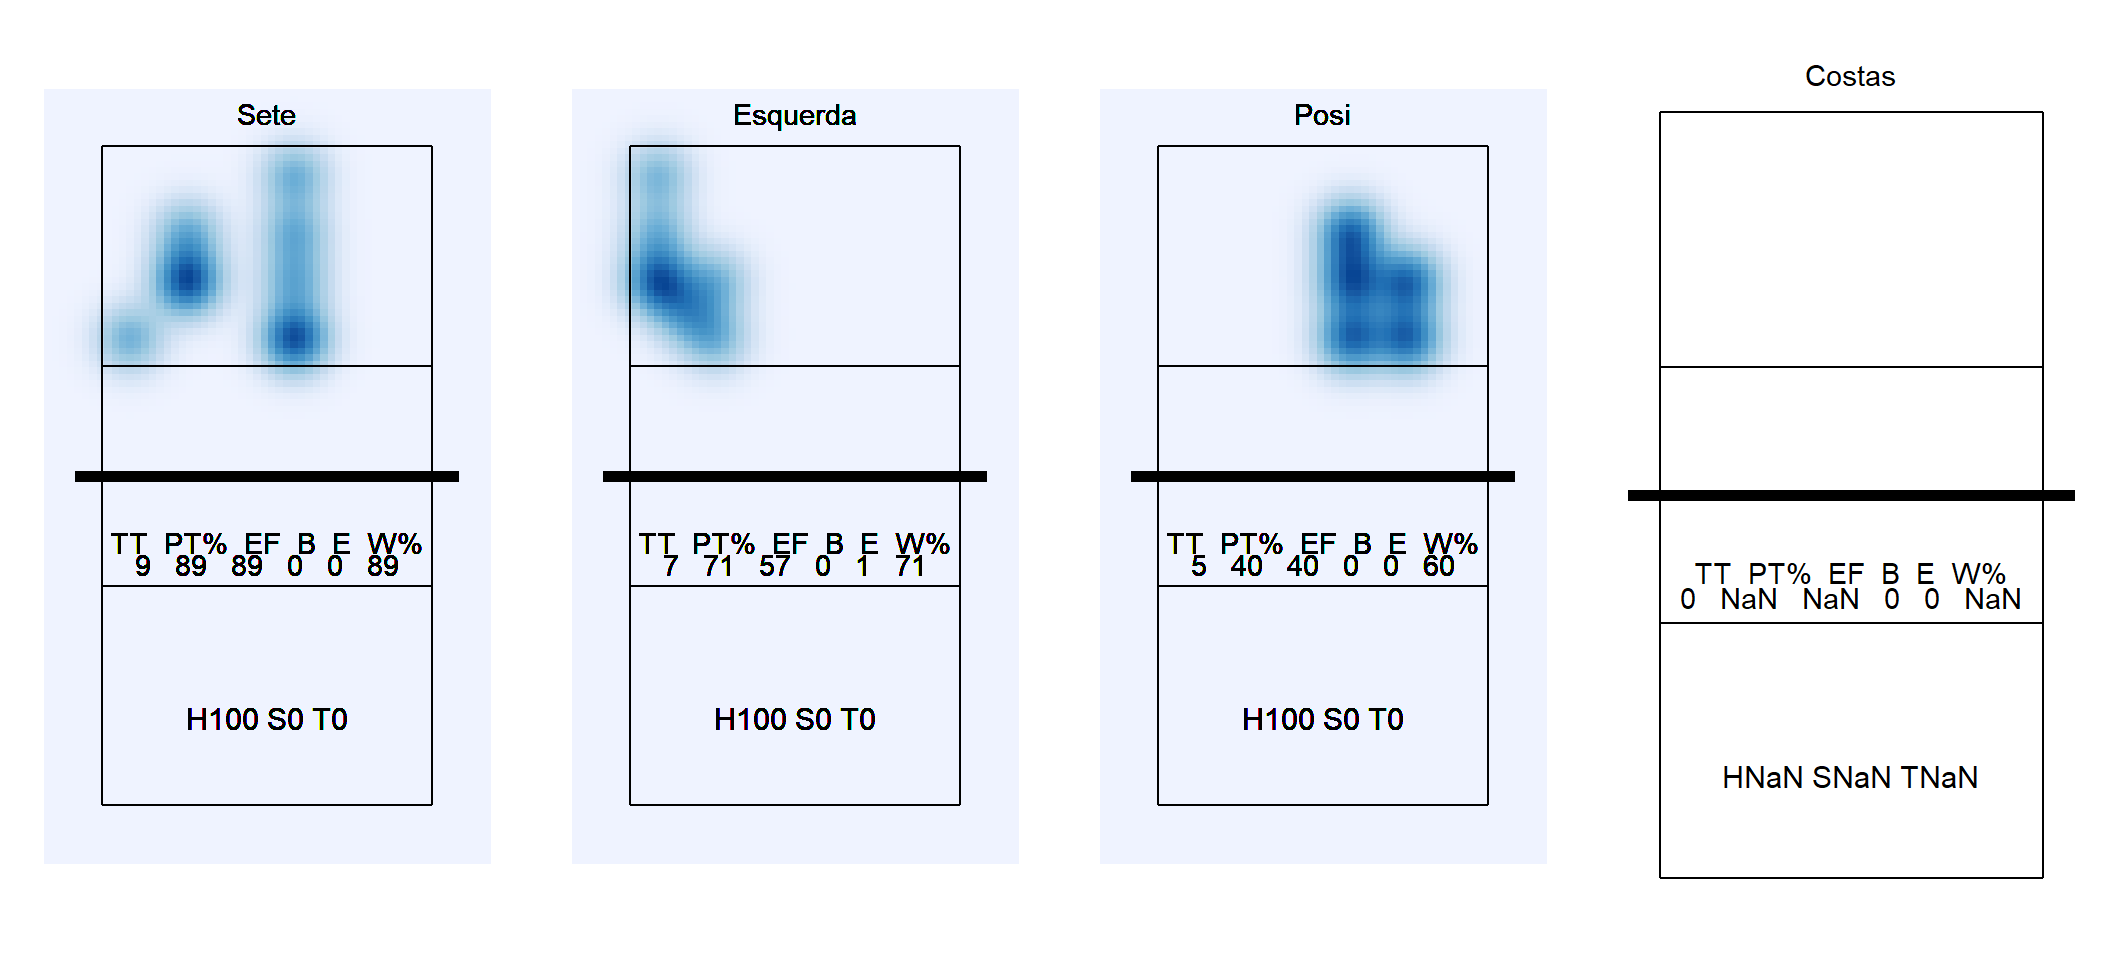 Sete
TT PT% EF B E W%
9 89 89 0 0 89
H100 S0 T0
Esquerda
TT PT% EF B E W%
7 71 57 0 1 71
H100 S0 T0
Posi
TT PT% EF B E W%
5 40 40 0 0 60
H100 S0 T0
Costas
TT PT% EF B E W%
0 NaN NaN 0 0 NaN
HNaN SNaN TNaN